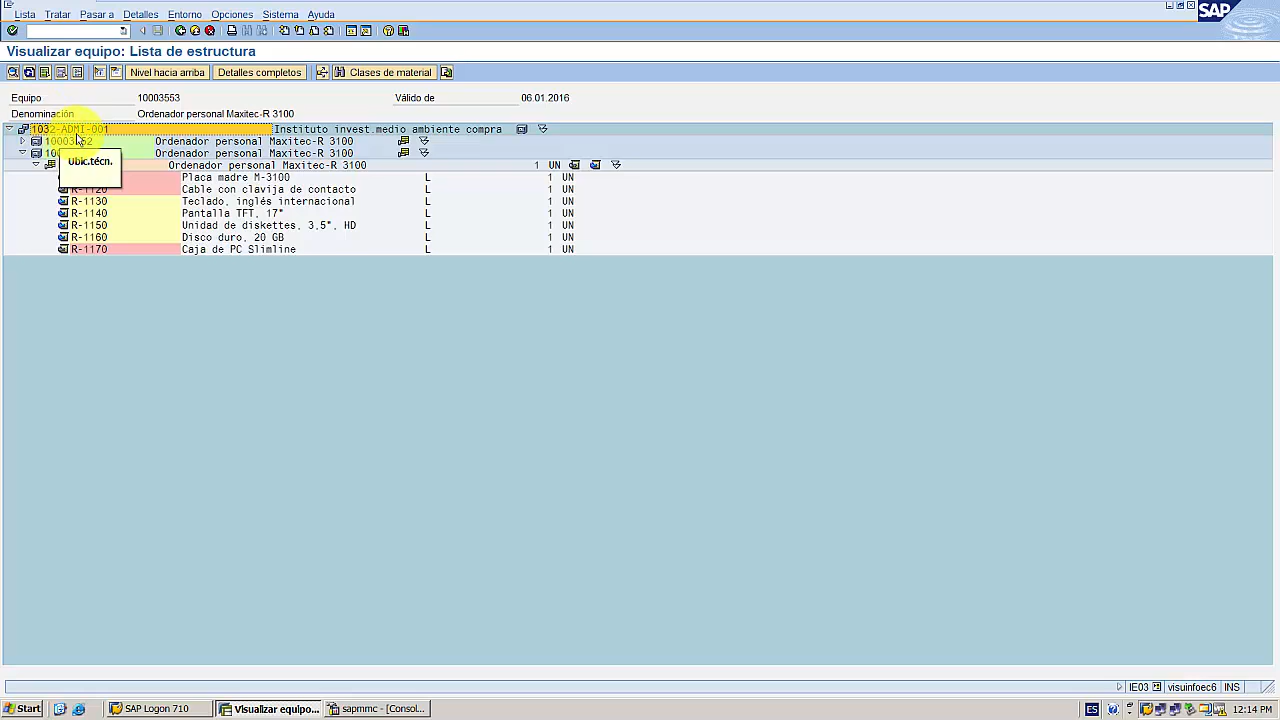 Lista Tratar Pasar a Detalles Entorno Opciones Sistema Ayuda
SAP
Visualizar equipo: Lista de estructura
Nivel hacia arriba Detalles completos Clases de material
Equipo 10003553 Válido de 06.01.2016
Denominación Ordenador personal Maxitec-R 3100
1032-ADMI-001 Instituto invest.medio ambiente compra
10003552 Ordenador personal Maxitec-R 3100
Ordenador personal Maxitec-R 3100
Ubic.técn.
Ordenador personal Maxitec-R 3100 1 UN
Placa madre M-3100 L 1 UN
R-1120 Cable con clavija de contacto L 1 UN
R-1130 Teclado, inglés internacional L 1 UN
R-1140 Pantalla TFT, 17" L 1 UN
R-1150 Unidad de diskettes, 3,5", HD L 1 UN
R-1160 Disco duro, 20 GB L 1 UN
R-1170 Caja de PC Slimline L 1 UN
IE03 visuinfoec6 INS
Start SAP Logon 710 Visualizar equipo... sapmmc - [Consol... ES 12:14 PM